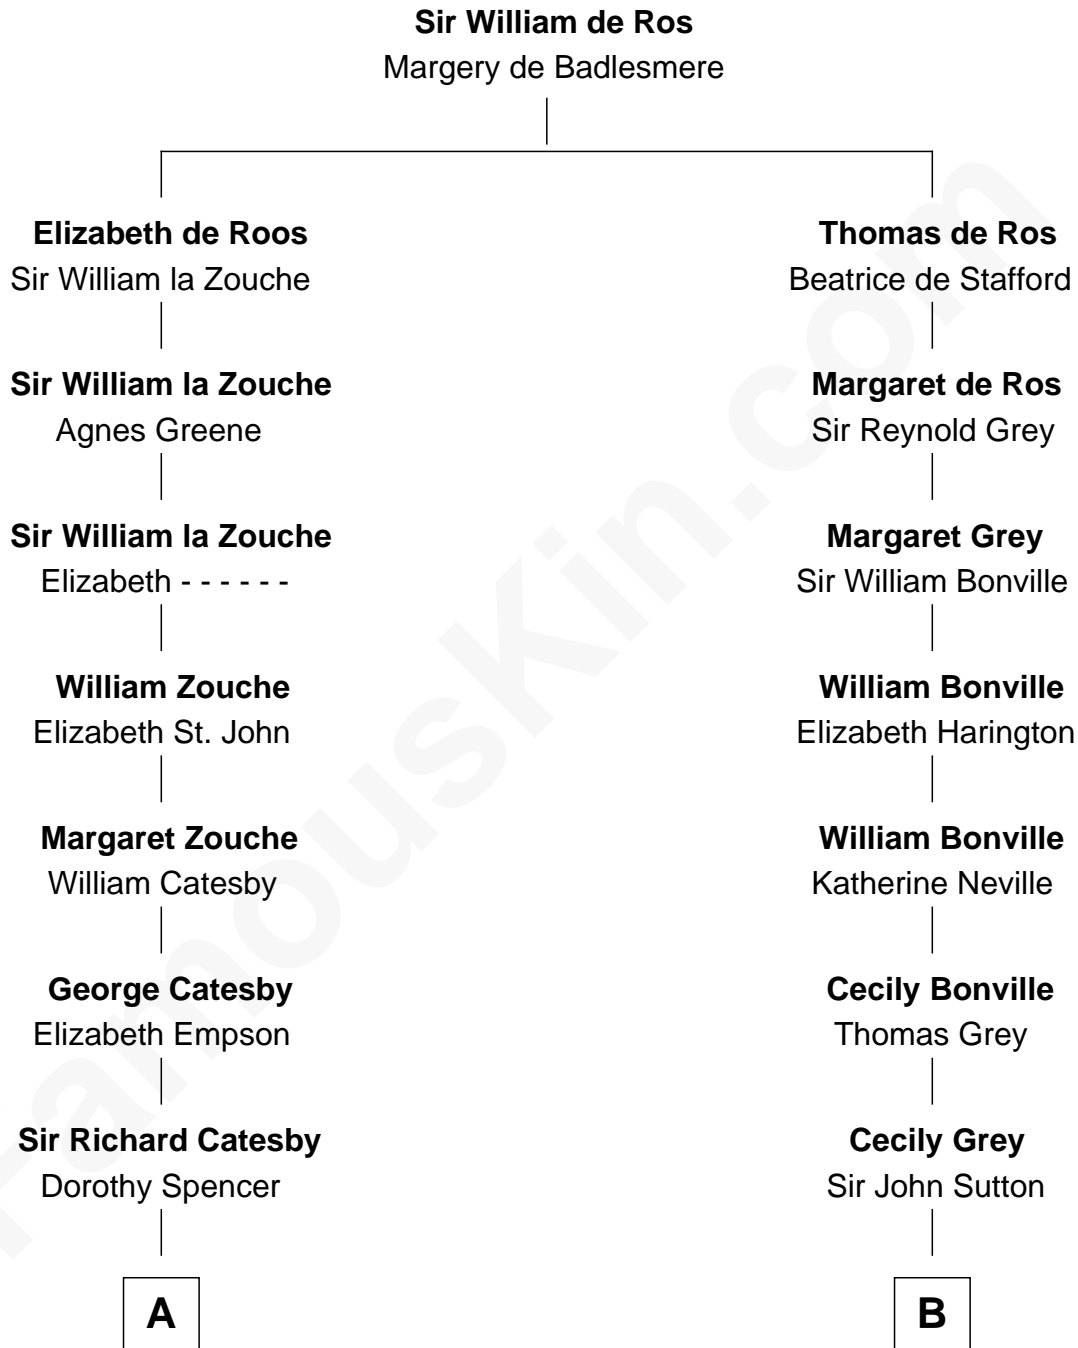 Sir William de Ros
Margery de Badlesmere
Elizabeth de Roos
Sir William la Zouche
Thomas de Ros
Beatrice de Stafford
Sir William la Zouche
Agnes Greene
Margaret de Ros
Sir Reynold Grey
Sir William la Zouche
Elizabeth - - - - - -
Margaret Grey
Sir William Bonville
William Zouche
Elizabeth St. John
William Bonville
Elizabeth Harington
Margaret Zouche
William Catesby
William Bonville
Katherine Neville
George Catesby
Elizabeth Empson
Cecily Bonville
Thomas Grey
Sir Richard Catesby
Dorothy Spencer
Cecily Grey
Sir John Sutton
A
B
FamousKin.com